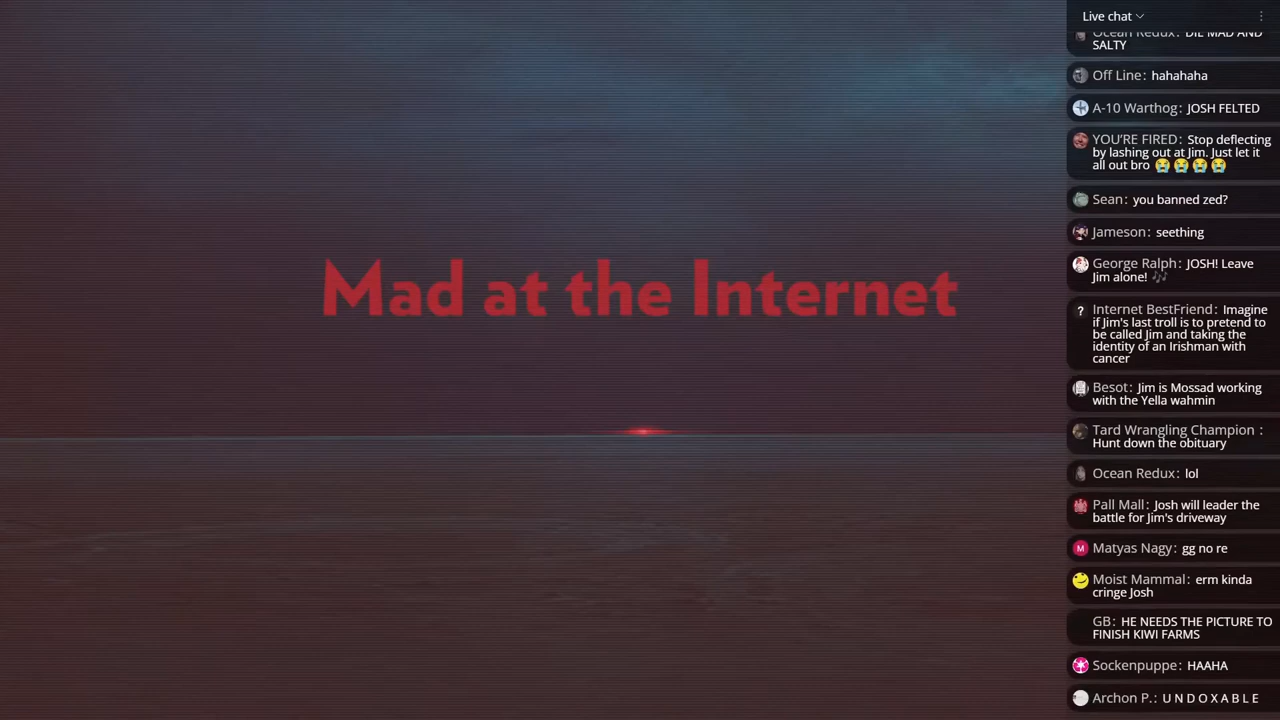 Live chat
Ocean Redux: DIE MAD AND
SALTY
Off Line: hahahaha
A-10 Warthog: JOSH FELTED
YOU'RE FIRED: Stop deflecting
by lashing out at Jim. Just let it
all out bro 😭😭😭😭
Sean: you banned zed?
Jameson: seething
George Ralph: JOSH! Leave
Jim alone! 🎶
Mad at the Internet
Internet BestFriend: Imagine
if Jim's last troll is to pretend to
be called Jim and taking the
identity of an Irishman with
cancer
Besot: Jim is Mossad working
with the Yella wahmin
Tard Wrangling Champion :
Hunt down the obituary
Ocean Redux: lol
Pall Mall: Josh will leader the
battle for Jim's driveway
M
Matyas Nagy: gg no re
Moist Mammal: erm kinda
cringe Josh
GB: HE NEEDS THE PICTURE TO
FINISH KIWI FARMS
Sockenpuppe: HAAHA
Archon P.: U N D O X A B L E